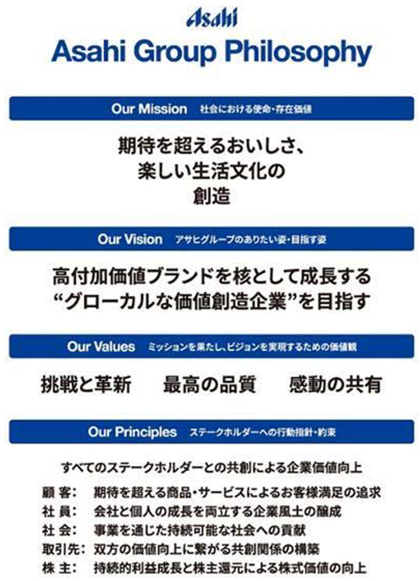 Asahi
Asahi Group Philosophy
Our Mission 社会における使命・存在価値
期待を超えるおいしさ、
楽しい生活文化の
創造
Our Vision アサヒグループのありたい姿・目指す姿
高付加価値ブランドを核として成長する
“グローカルな価値創造企業”を目指す
Our Values ミッションを果たし、ビジョンを実現するための価値観
挑戦と革新 最高の品質 感動の共有
Our Principles ステークホルダーへの行動指針・約束
すべてのステークホルダーとの共創による企業価値向上
顧 客： 期待を超える商品・サービスによるお客様満足の追求
社 員： 会社と個人の成長を両立する企業風土の醸成
社 会： 事業を通じた持続可能な社会への貢献
取引先： 双方の価値向上に繋がる共創関係の構築
株 主： 持続的利益成長と株主還元による株式価値の向上